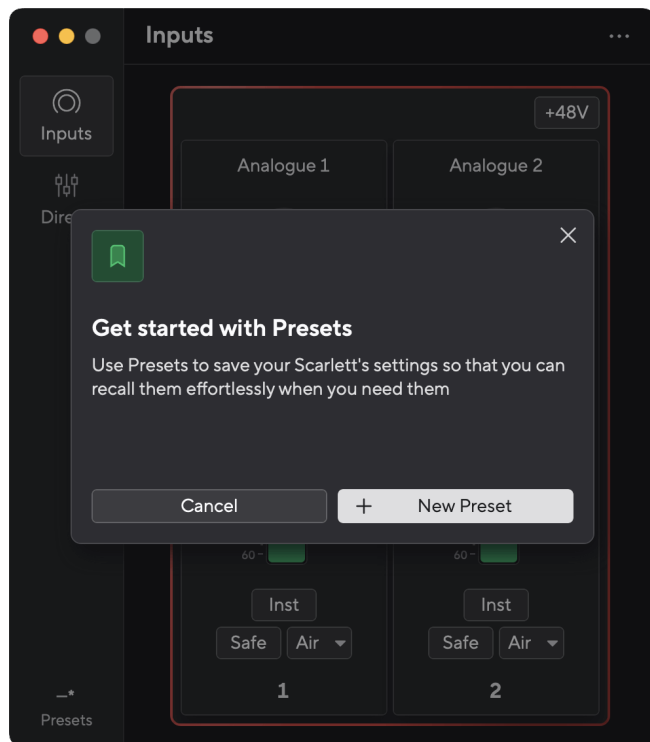 Inputs
+48V
Inputs
Analogue 1
Analogue 2
Get started with Presets
Use Presets to save your Scarlett's settings so that you can
recall them effortlessly when you need them
Cancel
+ New Preset
60
60
Inst
Inst
Safe
Air
Safe
Air
1
2
Presets